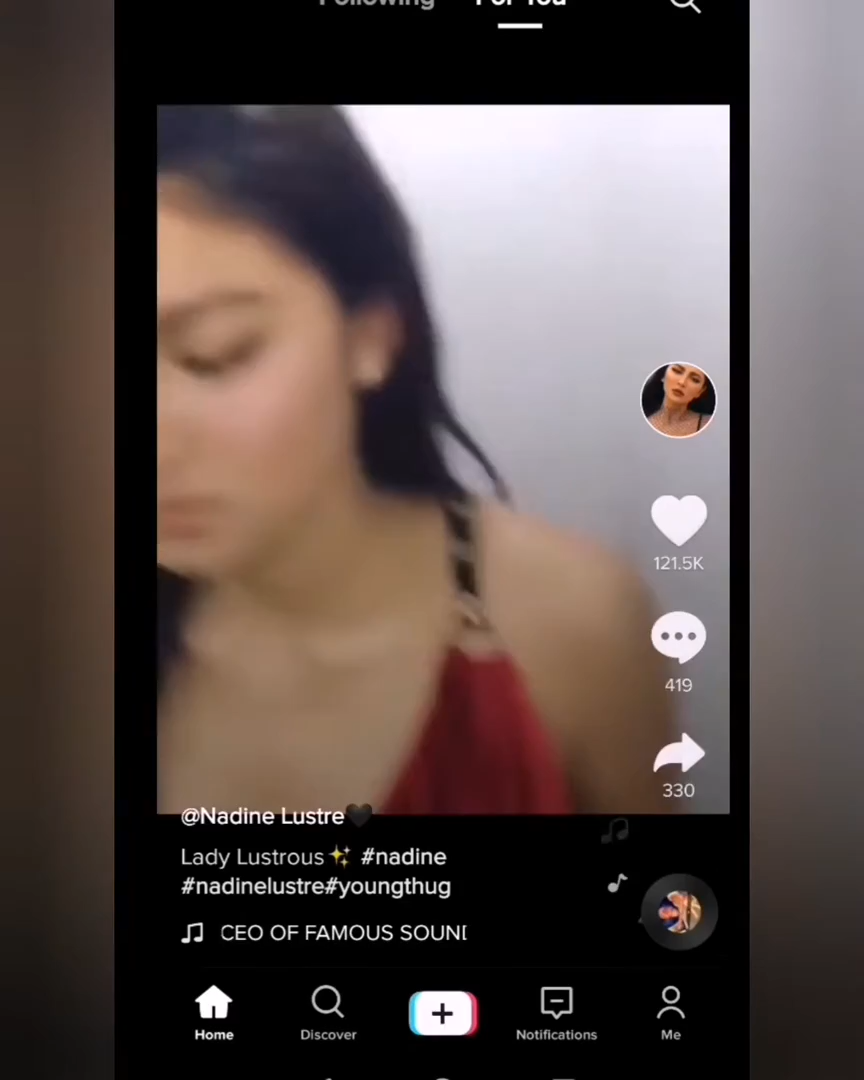 Following For You
121.5K
419
330
@Nadine Lustre🖤
Lady Lustrous✨ #nadine
#nadinelustre#youngthug
CEO OF FAMOUS SOUN
Home Discover Notifications Me